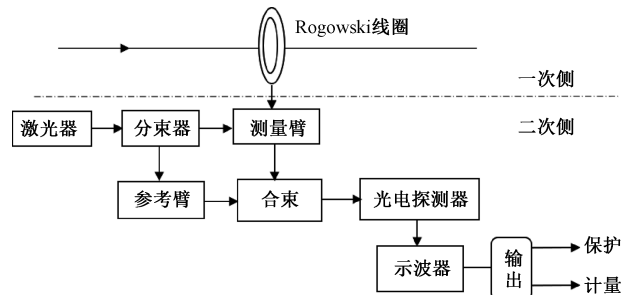 Rogowski线圈
一次侧
二次侧
激光器
分束器
测量臂
参考臂
合束
光电探测器
示波器
输出
保护
计量